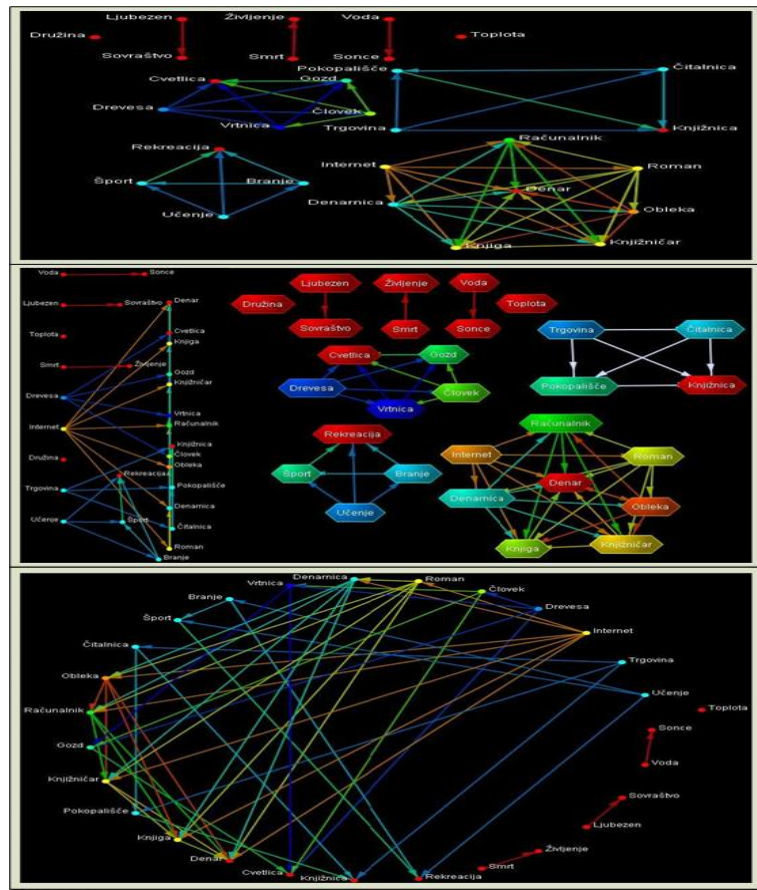 Ljubezen Življenje Voda
Družina Toplota
Sovraštvo Smrt Sonce
Pokopališče Čitalnica
Cvetlica Gozd
Drevesa Človek
Vrtnica Trgovina Knjižnica
Računalnik
Rekreacija
Internet Roman
Šport Branje
Denar
Denarnica
Obleka
Učenje
Knjiga Knjižničar
Voda Sonce
Ljubezen Sovraštvo Denar
Toplota
Cvetlica
Knjiga
Smrt Življenje
Gozd
Knjižničar
Drevesa
Vrtnica
Internet Računalnik
Knjižnica
Družina Človek
Obleka
Rekreacija
Trgovina Pokopališče
Denarnica
Učenje Šport Čitalnica
Roman
Branje
Ljubezen Življenje Voda
Družina Toplota
Sovraštvo Smrt Sonce
Trgovina Čitalnica
Cvetlica Gozd
Drevesa Človek
Pokopališče Knjižnica
Vrtnica
Računalnik
Rekreacija
Internet Roman
Šport Branje
Denar
Denarnica
Obleka
Učenje
Knjiga Knjižničar
Vrtnica Denarnica Roman
Človek
Branje
Drevesa
Šport
Internet
Čitalnica
Trgovina
Obleka
Učenje
Računalnik
Toplota
Sonce
Gozd
Voda
Knjižničar
Sovraštvo
Pokopališče
Ljubezen
Knjiga
Življenje
Denar
Smrt
Cvetlica Knjižnica Rekreacija